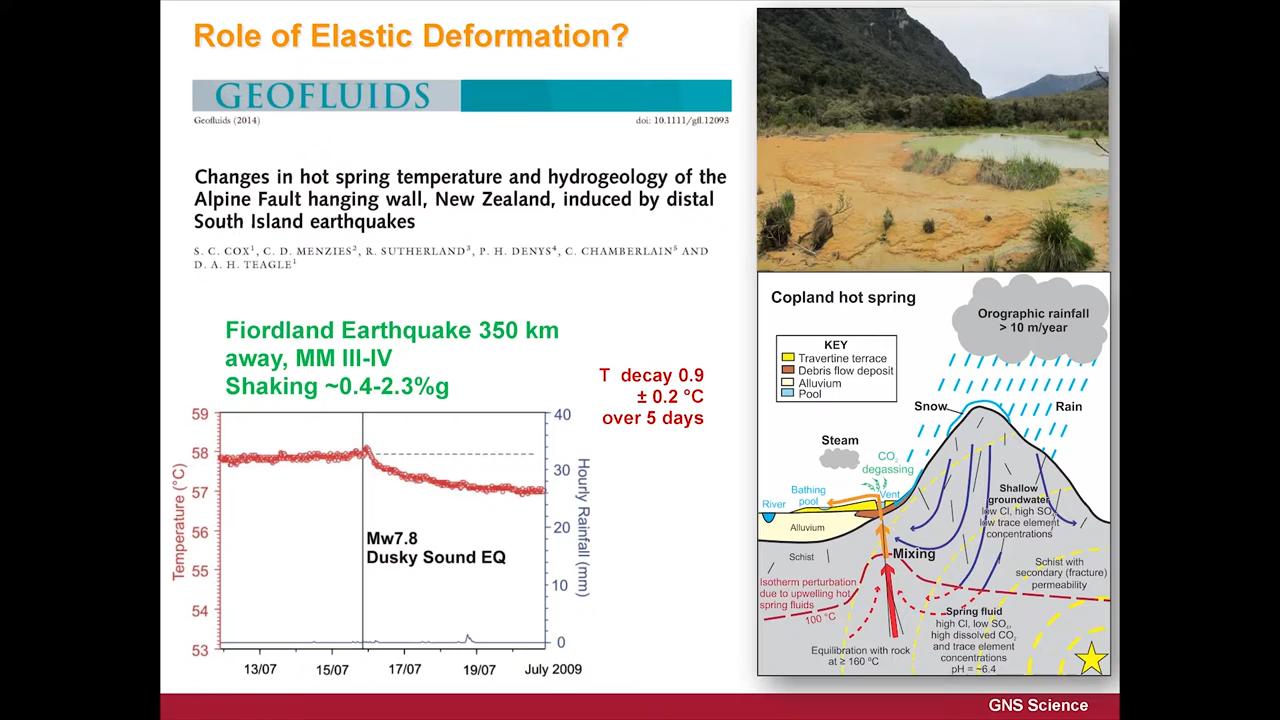 Role of Elastic Deformation?
GEOFLUIDS
Geofluids (2014)
doi: 10.1111/gfl.12093
Changes in hot spring temperature and hydrogeology of the
Alpine Fault hanging wall, New Zealand, induced by distal
South Island earthquakes
S. C. COX¹, C. D. MENZIES², R. SUTHERLAND³, P. H. DENYS⁴, C. CHAMBERLAIN⁵ AND
D. A. H. TEAGLE¹
Fiordland Earthquake 350 km
away, MM III-IV
Shaking ~0.4-2.3%g
T decay 0.9
± 0.2 °C
over 5 days
59
58
57
56
55
54
53
Temperature (°C)
40
30
20
10
0
Hourly Rainfall (mm)
Mw7.8
Dusky Sound EQ
13/07
15/07
17/07
19/07
July 2009
Copland hot spring
Orographic rainfall
> 10 m/year
KEY
Travertine terrace
Debris flow deposit
Alluvium
Pool
Snow
Rain
Steam
CO₂
degassing
Bathing
pool
Vent
River
Alluvium
Schist
Mixing
Shallow
groundwater
low Cl, high SO₄,
low trace element
concentrations
Schist with
secondary (fracture)
permeability
Isotherm perturbation
due to upwelling hot
spring fluids
100 °C
Spring fluid
high Cl, low SO₄,
high dissolved CO₂
and trace element
concentrations
pH = ~6.4
Equilibration with rock
at ≥ 160 °C
GNS Science